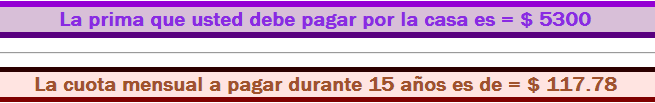 La prima que usted debe pagar por la casa es = $ 5300
La cuota mensual a pagar durante 15 años es de = $ 117.78